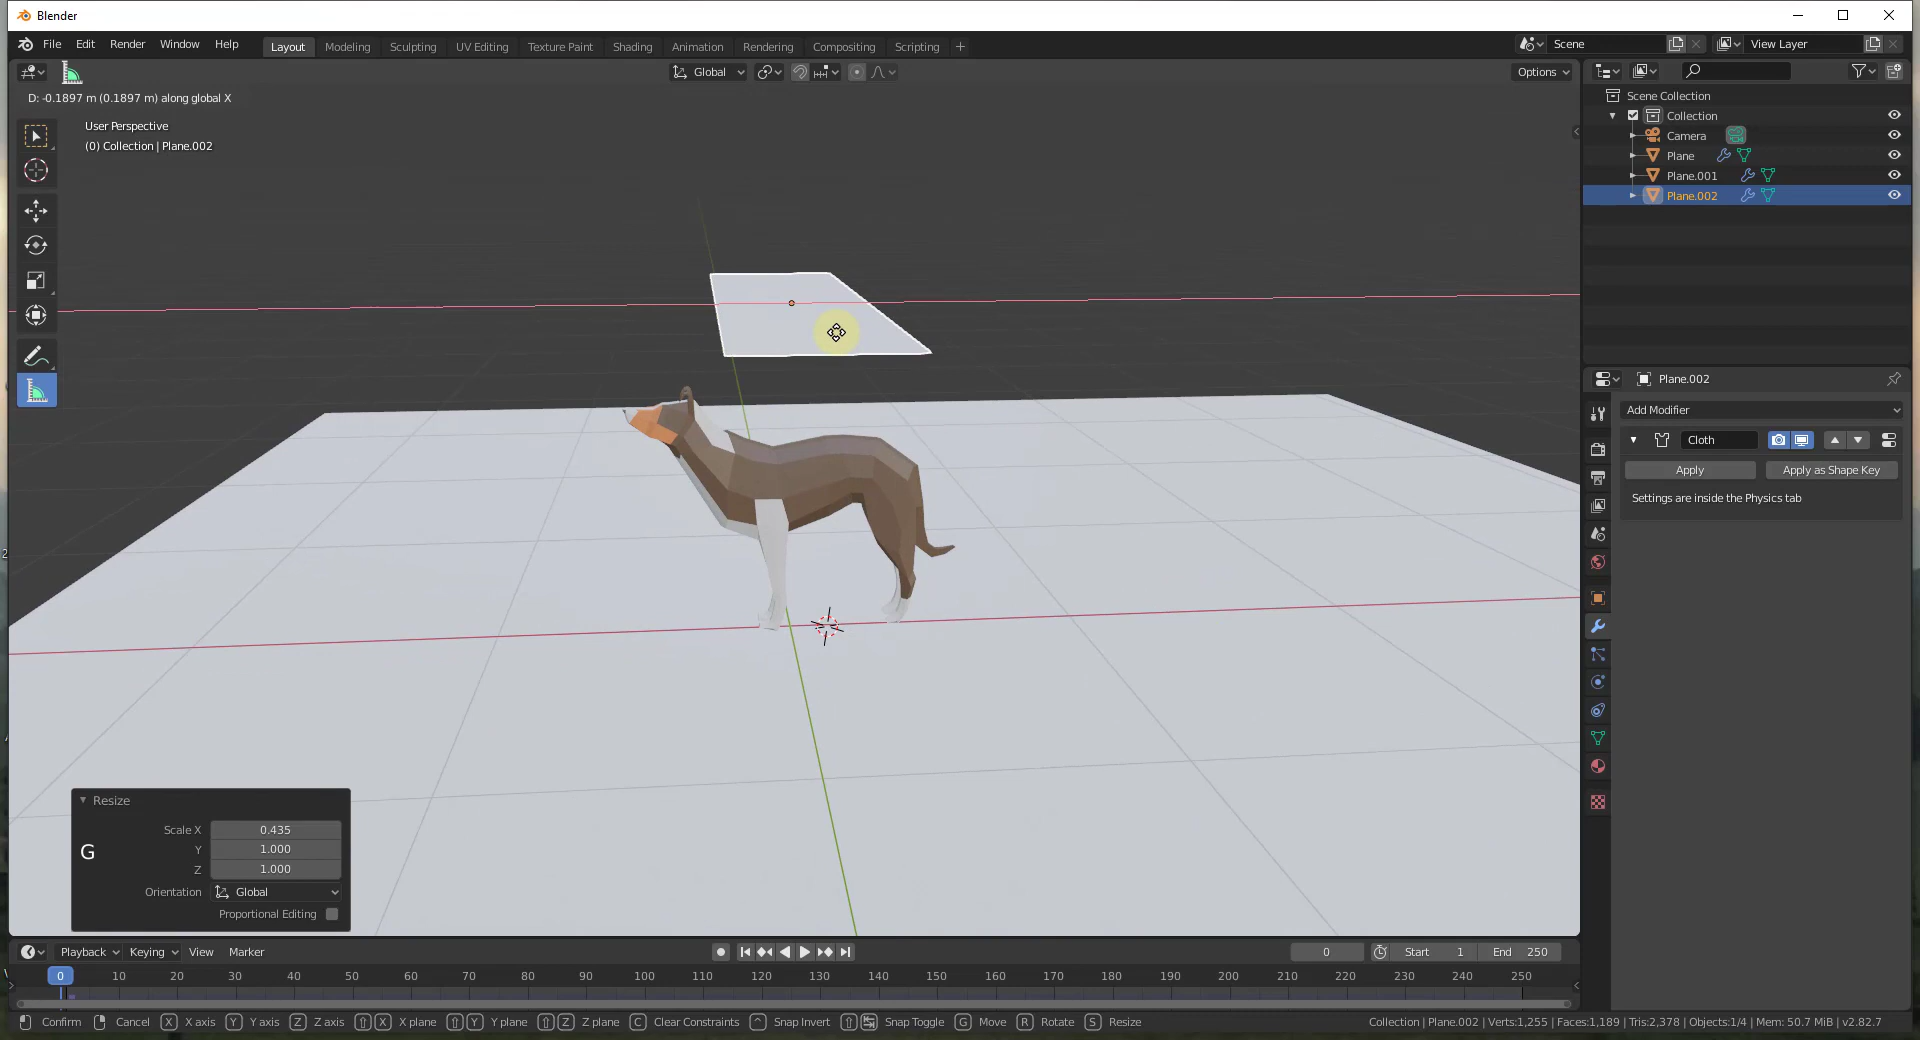 Blender
File Edit Render Window Help
Layout Modeling Sculpting UV Editing Texture Paint Shading Animation Rendering Compositing Scripting +
Scene
View Layer
Global
Options
D: -0.1897 m (0.1897 m) along global X
User Perspective
(0) Collection | Plane.002
Scene Collection
Collection
Camera
Plane
Plane.001
Plane.002
Plane.002
Add Modifier
Cloth
Apply
Apply as Shape Key
Settings are inside the Physics tab
Resize
Scale X 0.435
Y 1.000
Z 1.000
Orientation Global
Proportional Editing
G
Playback Keying View Marker
0
Start 1
End 250
0 10 20 30 40 50 60 70 80 90 100 110 120 130 140 150 160 170 180 190 200 210 220 230 240 250
Confirm Cancel X X axis Y Y axis Z Z axis X X plane Y Y plane Z Z plane C Clear Constraints ^ Snap Invert Snap Toggle G Move R Rotate S Resize
Collection | Plane.002 | Verts:1,255 | Faces:1,189 | Tris:2,378 | Objects:1/4 | Mem: 50.7 MiB | v2.82.7